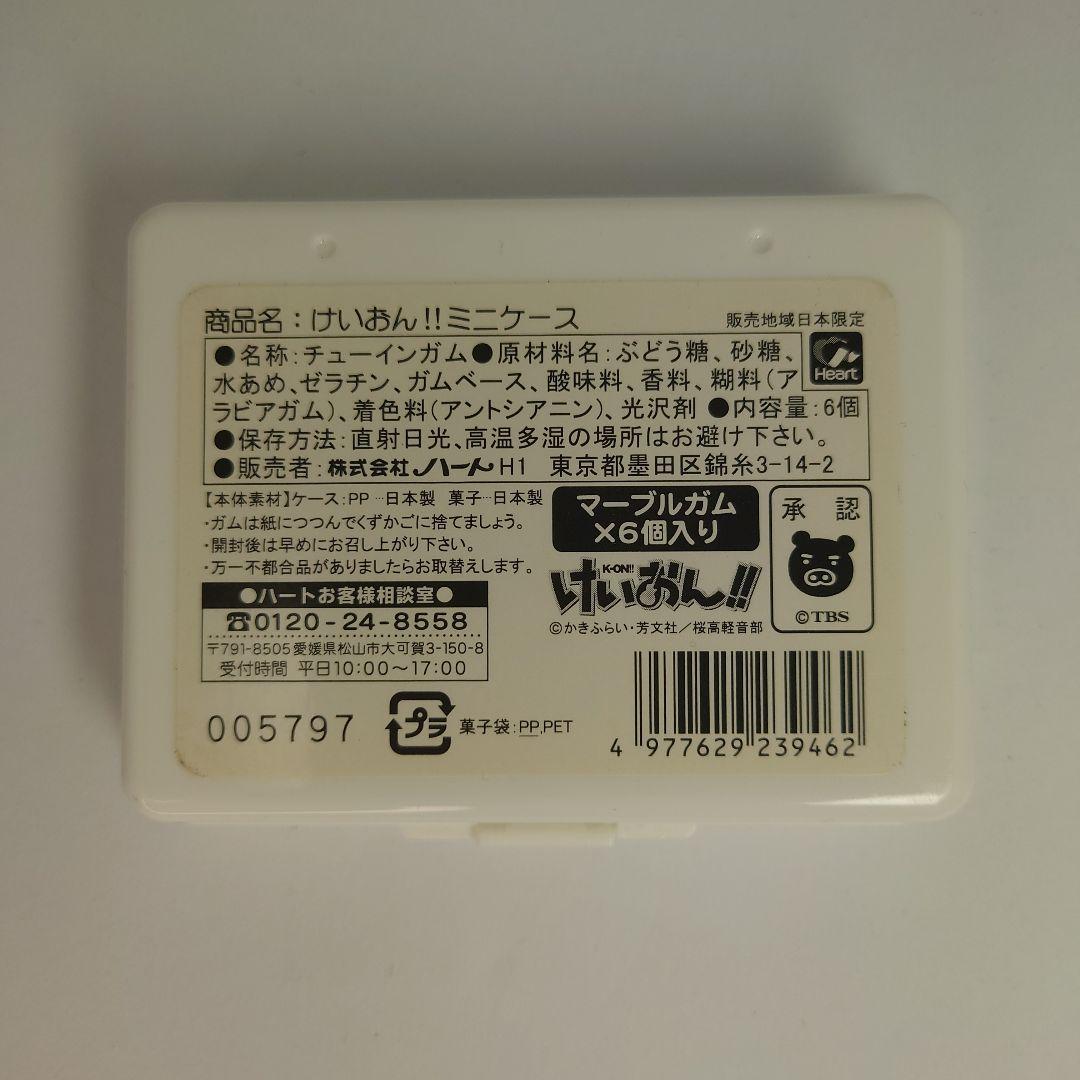 商品名：けいおん!!ミニケース
販売地域日本限定
●名称：チューインガム●原材料名：ぶどう糖、砂糖、
水あめ、ゼラチン、ガムベース、酸味料、香料、糊料（ア
ラビアガム）、着色料（アントシアニン）、光沢剤 ●内容量：6個
●保存方法：直射日光、高温多湿の場所はお避け下さい。
●販売者：株式会社ハート H1 東京都墨田区錦糸3-14-2
Heart
【本体素材】ケース：PP …日本製 菓子…日本製
・ガムは紙につつんでくずかごに捨てましょう。
・開封後は早めにお召し上がり下さい。
・万一不都合品がありましたらお取替えします。
マーブルガム
×6個入り
K-ON!!
けいおん!!
©かきふらい・芳文社／桜高軽音部
承認
©TBS
●ハートお客様相談室●
☎0120-24-8558
〒791-8505愛媛県松山市大可賀3-150-8
受付時間 平日10:00〜17:00
005797
プラ
菓子袋：PP,PET
4 977629 239462